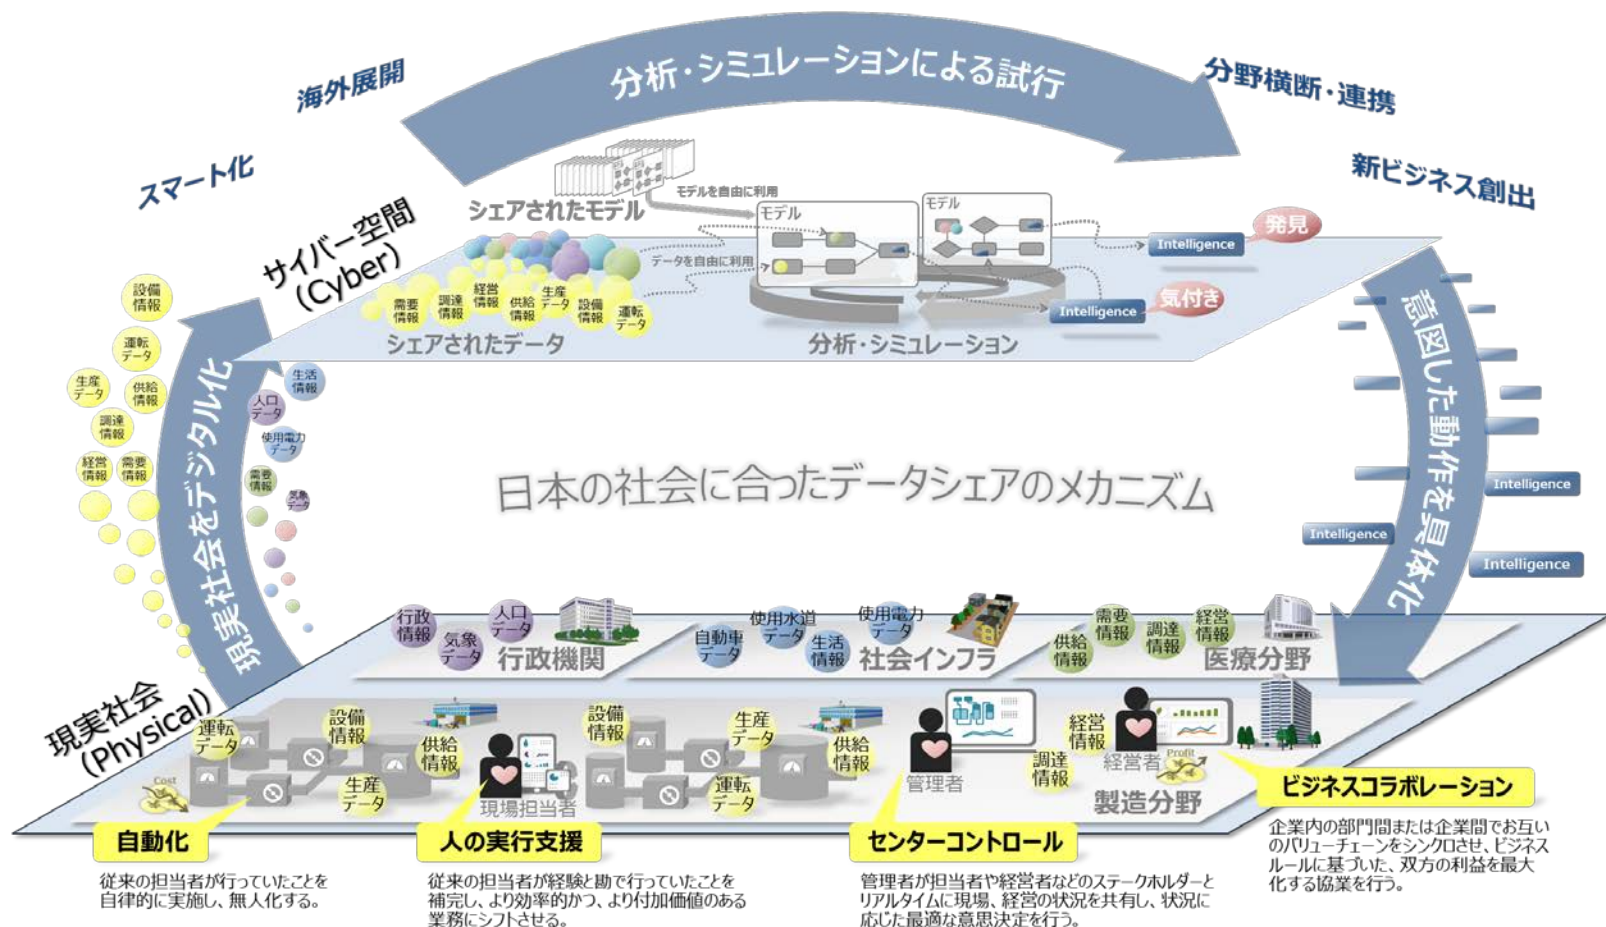 分析・シミュレーションによる試行
海外展開
スマート化
分野横断・連携
新ビジネス創出
サイバー空間
（Cyber）
シェアされたモデル
モデルを自由に利用
データを自由に利用
モデル
モデル
Intelligence
発見
Intelligence
気付き
需要
情報
調達
情報
経営
情報
供給
情報
生産
データ
設備
情報
運転
データ
シェアされたデータ
分析・シミュレーション
現実社会をデジタル化
設備
情報
運転
データ
生産
データ
供給
情報
調達
情報
経営
情報
需要
情報
生活
情報
人口
データ
使用電力
データ
需要
情報
気象
データ
日本の社会に合ったデータシェアのメカニズム
意図した動作を具体化
Intelligence
Intelligence
Intelligence
現実社会
（Physical）
行政
情報
気象
データ
人口
データ
行政機関
自動車
データ
使用水道
データ
生活
情報
使用電力
データ
社会インフラ
供給
情報
需要
情報
調達
情報
経営
情報
医療分野
運転
データ
設備
情報
生産
データ
供給
情報
Cost
現場担当者
設備
情報
生産
データ
運転
データ
供給
情報
管理者
調達
情報
経営
情報
経営者
Profit
製造分野
自動化
従来の担当者が行っていたことを
自律的に実施し、無人化する。
人の実行支援
従来の担当者が経験と勘で行っていたことを
補完し、より効率的かつ、より付加価値のある
業務にシフトさせる。
センターコントロール
管理者が担当者や経営者などのステークホルダーと
リアルタイムに現場、経営の状況を共有し、状況に
応じた最適な意思決定を行う。
ビジネスコラボレーション
企業内の部門間または企業間でお互い
のバリューチェーンをシンクロさせ、ビジネス
ルールに基づいた、双方の利益を最大
化する協業を行う。